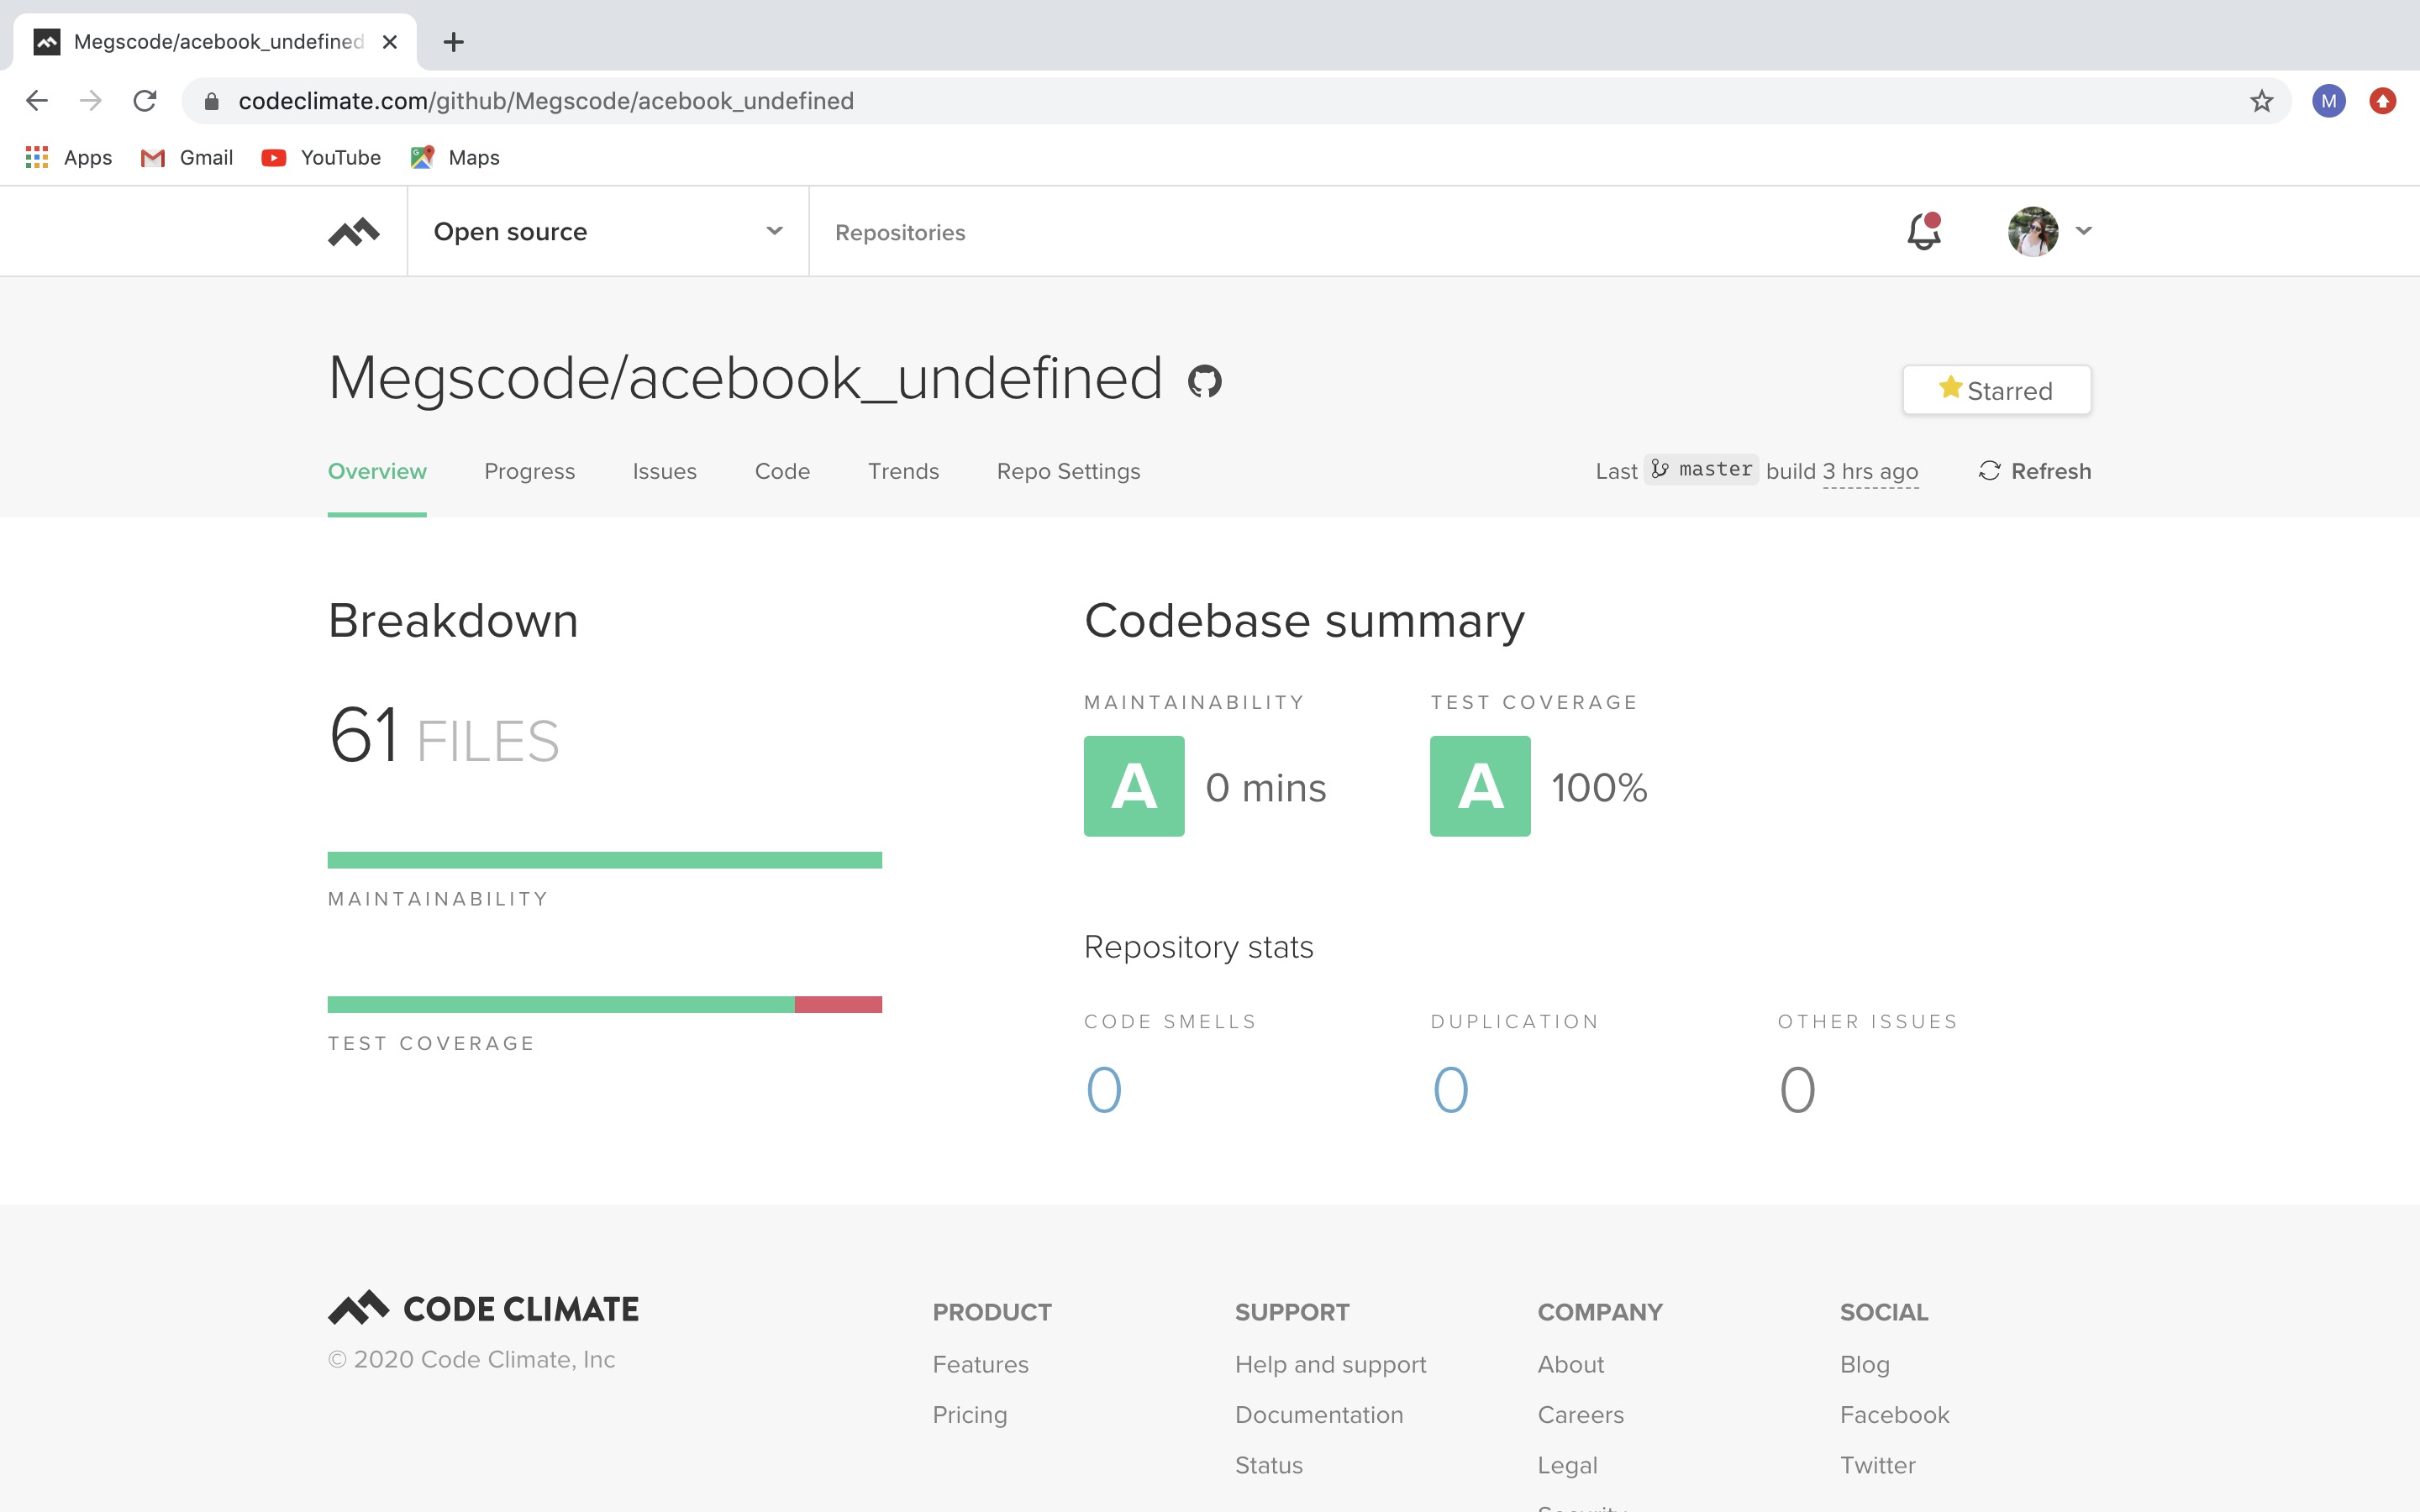 Megscode/acebook_undefined
codeclimate.com/github/Megscode/acebook_undefined
M
Apps Gmail YouTube Maps
Open source Repositories
Megscode/acebook_undefined
Starred
Overview Progress Issues Code Trends Repo Settings Last master build 3 hrs ago Refresh
Breakdown
61 FILES
MAINTAINABILITY
TEST COVERAGE
Codebase summary
MAINTAINABILITY TEST COVERAGE
A 0 mins A 100%
Repository stats
CODE SMELLS DUPLICATION OTHER ISSUES
0 0 0
CODE CLIMATE
© 2020 Code Climate, Inc
PRODUCT
Features
Pricing
SUPPORT
Help and support
Documentation
Status
COMPANY
About
Careers
Legal
SOCIAL
Blog
Facebook
Twitter